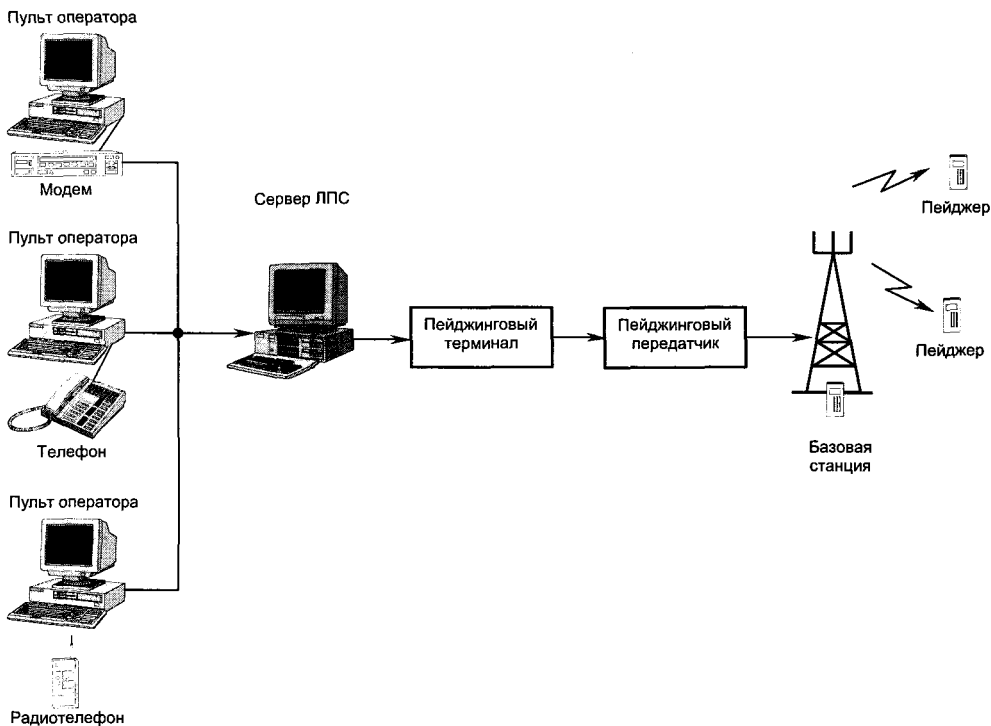 Пульт оператора
Модем
Сервер ЛПС
Пейджер
Пульт оператора
Пейджинговый
терминал
Пейджинговый
передатчик
Пейджер
Телефон
Базовая
станция
Пульт оператора
Радиотелефон